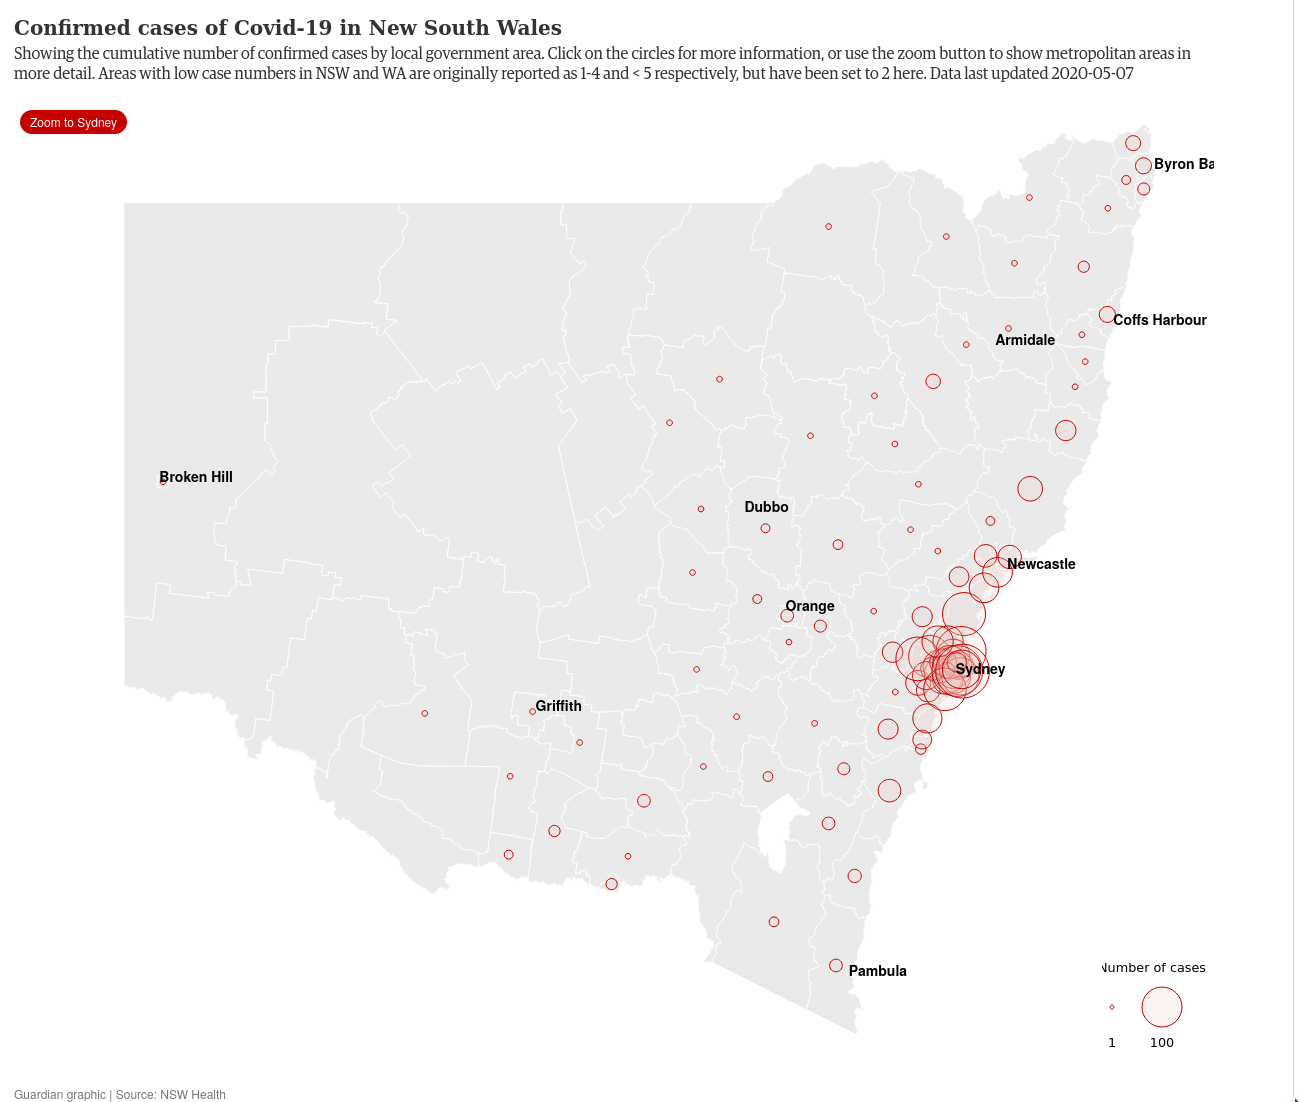 Confirmed cases of Covid-19 in New South Wales
Showing the cumulative number of confirmed cases by local government area. Click on the circles for more information, or use the zoom button to show metropolitan areas in
more detail. Areas with low case numbers in NSW and WA are originally reported as 1-4 and < 5 respectively, but have been set to 2 here. Data last updated 2020-05-07
Zoom to Sydney
Byron Ba
Coffs Harbour
Armidale
Broken Hill
Dubbo
Newcastle
Orange
Sydney
Griffith
Pambula
Number of cases
1 100
Guardian graphic | Source: NSW Health